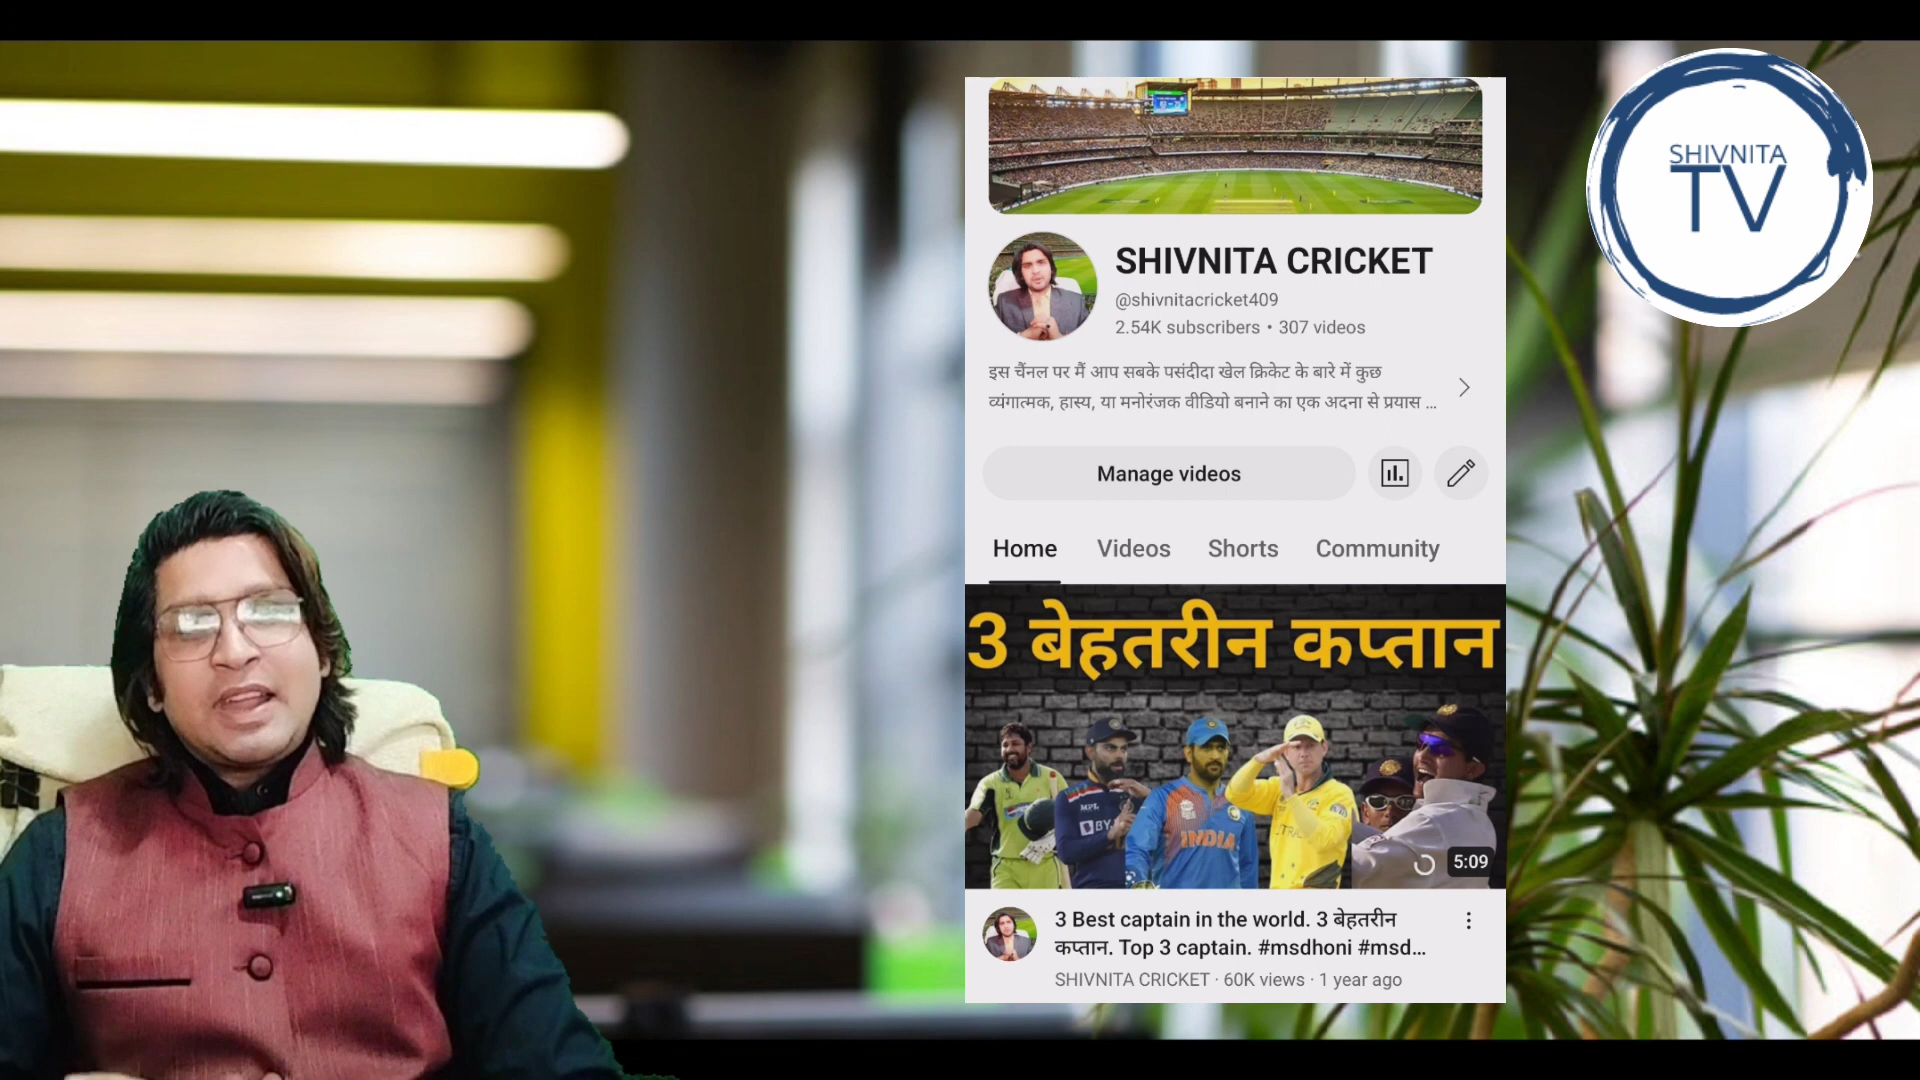 SHIVNITA
TV
SHIVNITA CRICKET
@shivnitacricket409
2.54K subscribers • 307 videos
इस चैंनल पर मैं आप सबके पसंदीदा खेल क्रिकेट के बारे में कुछ
व्यंगात्मक, हास्य, या मनोरंजक वीडियो बनाने का एक अदना से प्रयास ...
Manage videos
Home Videos Shorts Community
3 बेहतरीन कप्तान
MPL
BY
INDIA
5:09
3 Best captain in the world. 3 बेहतरीन
कप्तान. Top 3 captain. #msdhoni #msd...
SHIVNITA CRICKET · 60K views · 1 year ago